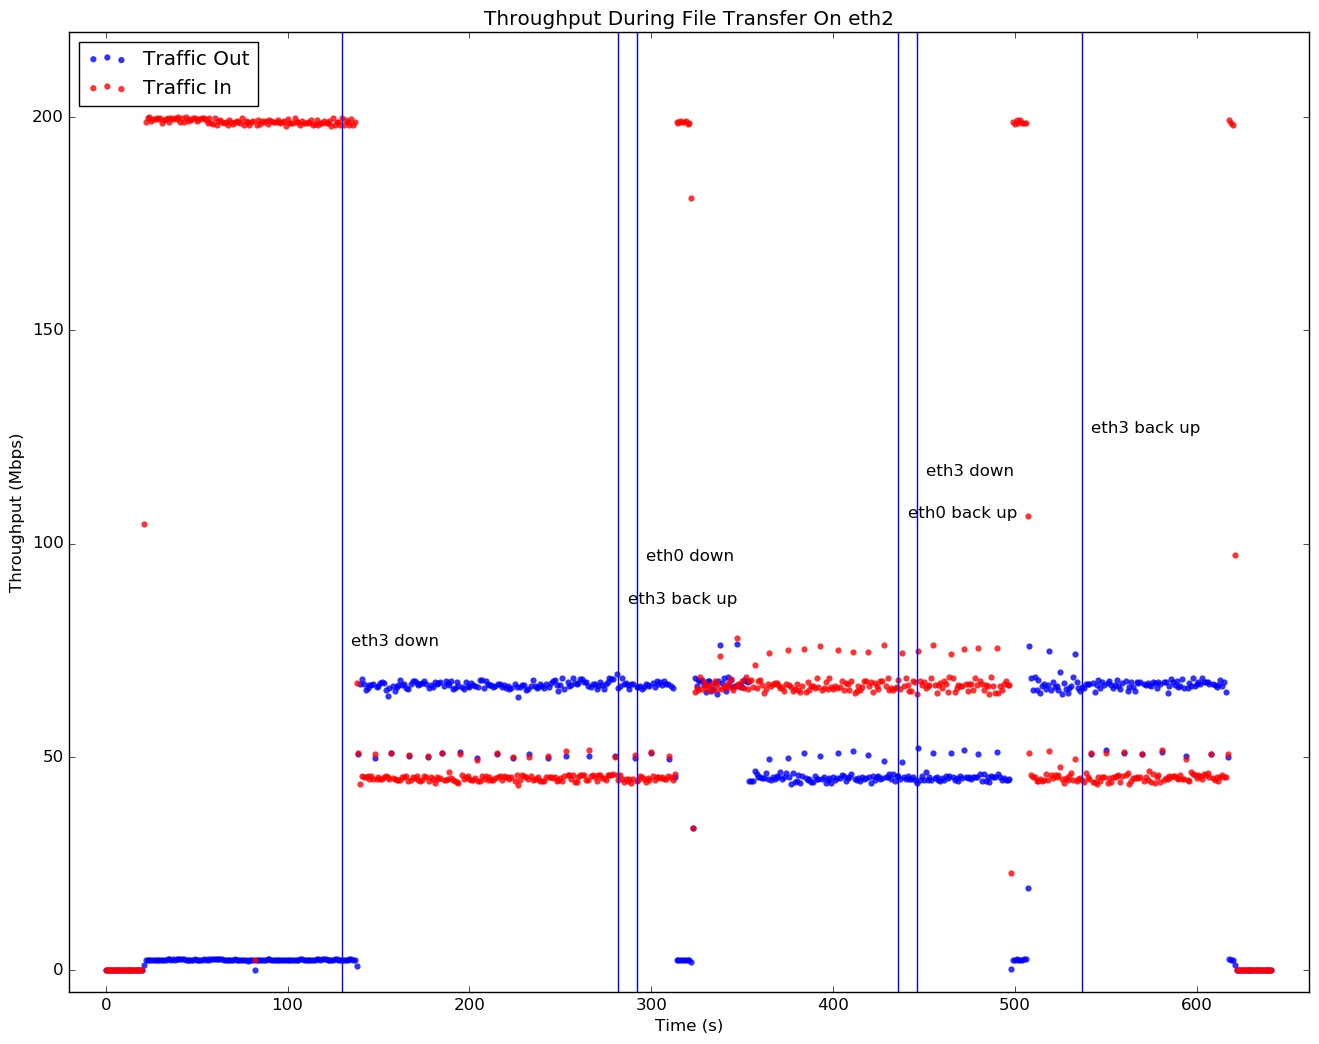 Throughput During File Transfer On eth2
Traffic Out
Traffic In
200
150
100
50
0
Throughput (Mbps)
eth3 back up
eth3 down
eth0 back up
eth0 down
eth3 back up
eth3 down
0
100
200
300
400
500
600
Time (s)